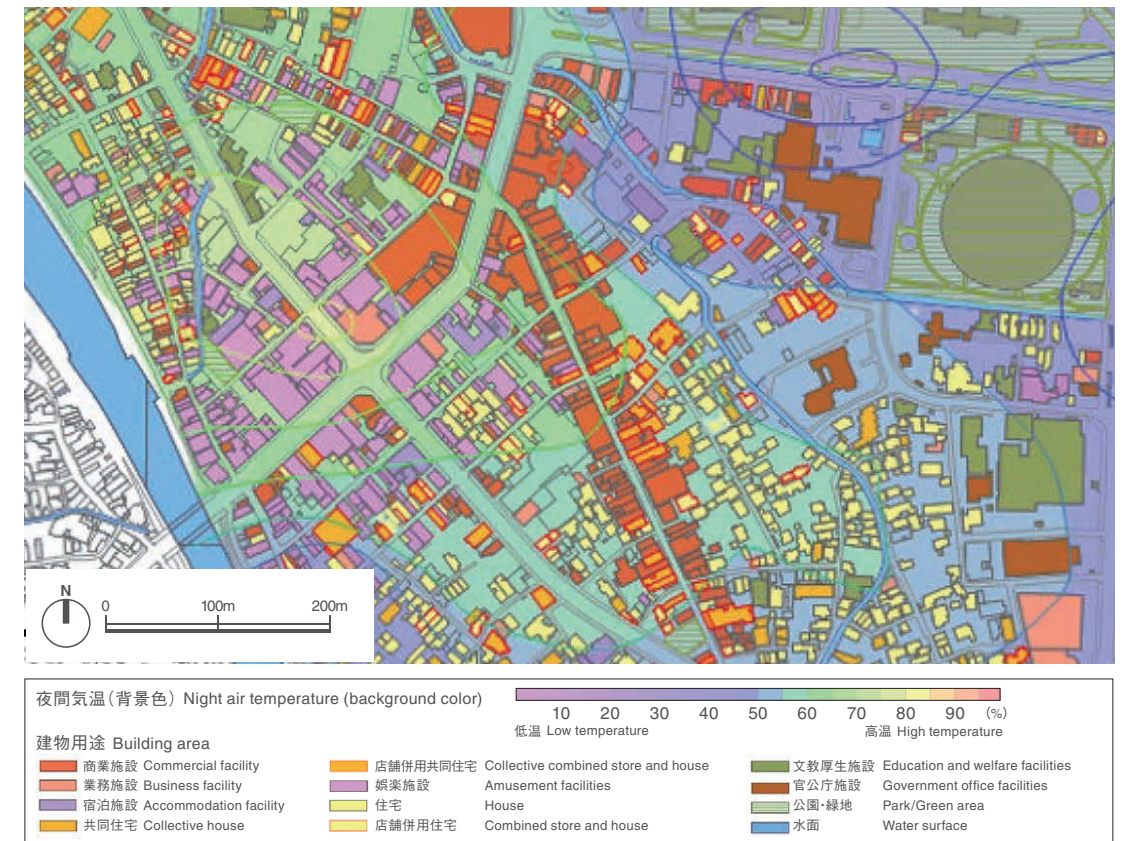 N
0 100m 200m
夜間気温(背景色) Night air temperature (background color)
10 20 30 40 50 60 70 80 90 (%)
低温 Low temperature 高温 High temperature
建物用途 Building area
商業施設 Commercial facility
業務施設 Business facility
宿泊施設 Accommodation facility
共同住宅 Collective house
店舗併用共同住宅 Collective combined store and house
娯楽施設 Amusement facilities
住宅 House
店舗併用住宅 Combined store and house
文教厚生施設 Education and welfare facilities
官公庁施設 Government office facilities
公園・緑地 Park/Green area
水面 Water surface